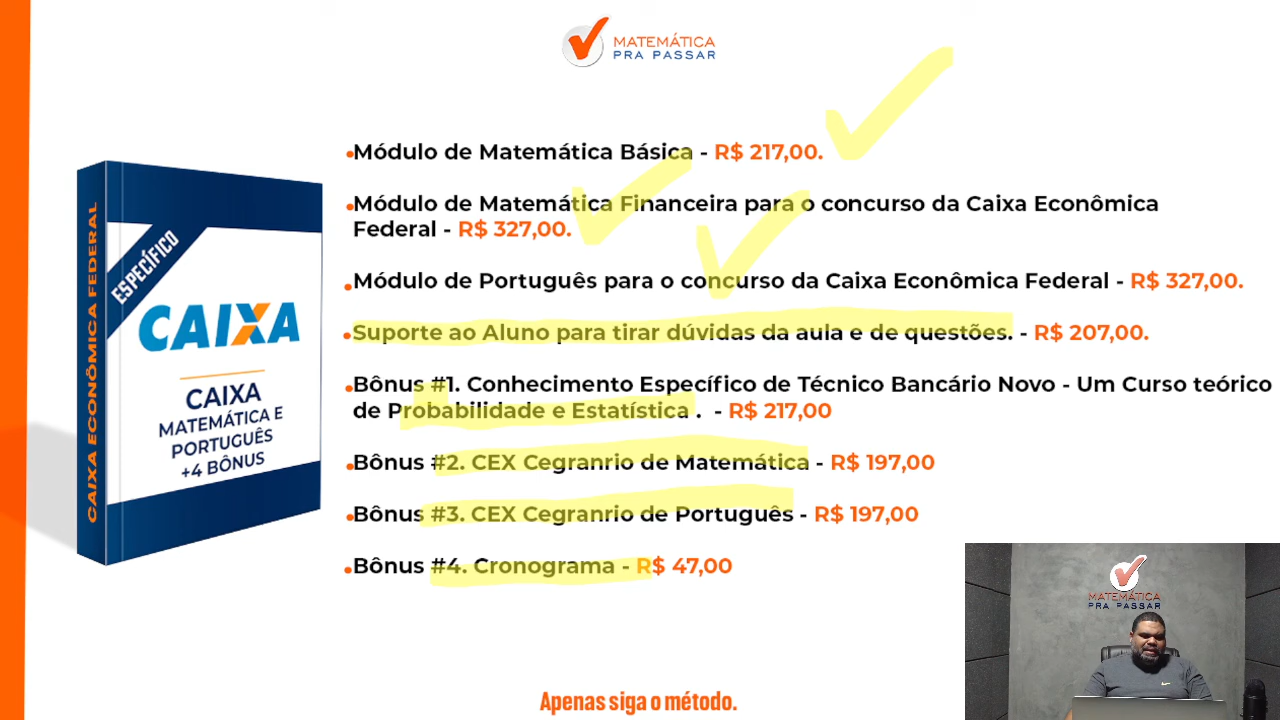 MATEMÁTICA
PRA PASSAR
•Módulo de Matemática Básica - R$ 217,00.
•Módulo de Matemática Financeira para o concurso da Caixa Econômica
Federal - R$ 327,00.
•Módulo de Português para o concurso da Caixa Econômica Federal - R$ 327,00.
•Suporte ao Aluno para tirar dúvidas da aula e de questões. - R$ 207,00.
•Bônus #1. Conhecimento Específico de Técnico Bancário Novo - Um Curso teórico
de Probabilidade e Estatística . - R$ 217,00
•Bônus #2. CEX Cegranrio de Matemática - R$ 197,00
•Bônus #3. CEX Cegranrio de Português - R$ 197,00
•Bônus #4. Cronograma - R$ 47,00
CAIXA ECONÔMICA FEDERAL
ESPECÍFICO
CAIXA
CAIXA
MATEMÁTICA E
PORTUGUÊS
+4 BÔNUS
MATEMÁTICA
PRA PASSAR
Apenas siga o método.